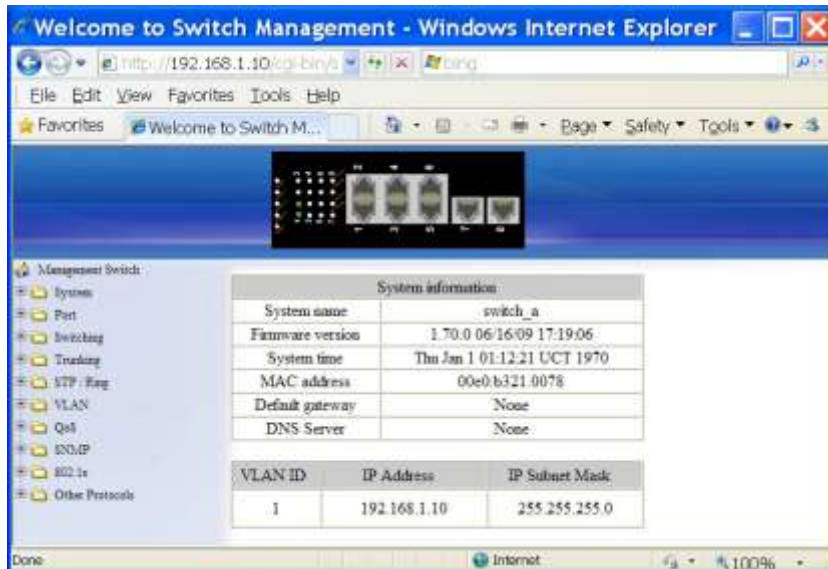 Welcome to Switch Management - Windows Internet Explorer
http://192.168.1.10/cgi-bin/s
bing
File Edit View Favorites Tools Help
Favorites Welcome to Switch M... Page Safety Tools
Management Switch
System
Port
Switching
Trunking
STP / Ring
VLAN
QoS
SNMP
802.1x
Other Protocols
System information
System name switch_a
Firmware version 1.70.0 06/16/09 17:19:06
System time Thu Jan 1 01:12:21 UCT 1970
MAC address 00e0.b321.0078
Default gateway None
DNS Server None
VLAN ID IP Address IP Subnet Mask
1 192.168.1.10 255.255.255.0
Done Internet 100%